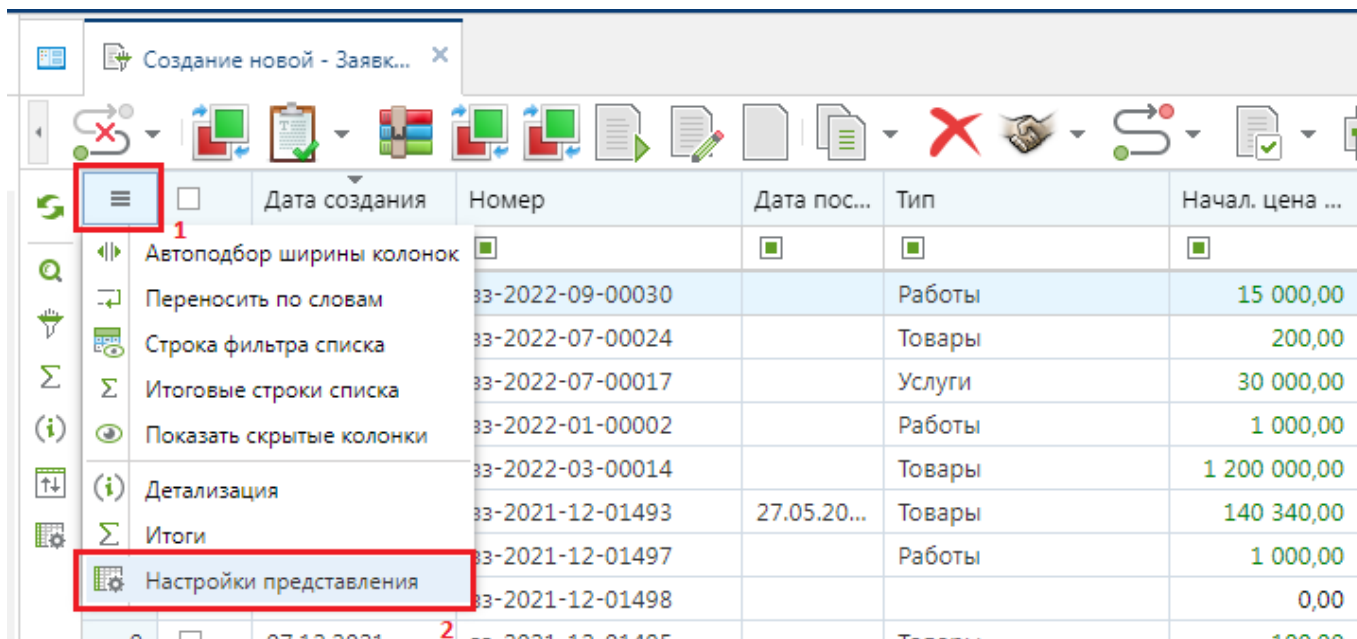 Создание новой - Заявк...
Дата создания Номер Дата пос... Тип Начал. цена ...
1
Автоподбор ширины колонок
Переносить по словам
Строка фильтра списка
Итоговые строки списка
Показать скрытые колонки
Детализация
Итоги
Настройки представления
2
зз-2022-09-00030 Работы 15 000,00
зз-2022-07-00024 Товары 200,00
зз-2022-07-00017 Услуги 30 000,00
зз-2022-01-00002 Работы 1 000,00
зз-2022-03-00014 Товары 1 200 000,00
зз-2021-12-01493 27.05.20... Товары 140 340,00
зз-2021-12-01497 Работы 1 000,00
зз-2021-12-01498 0,00